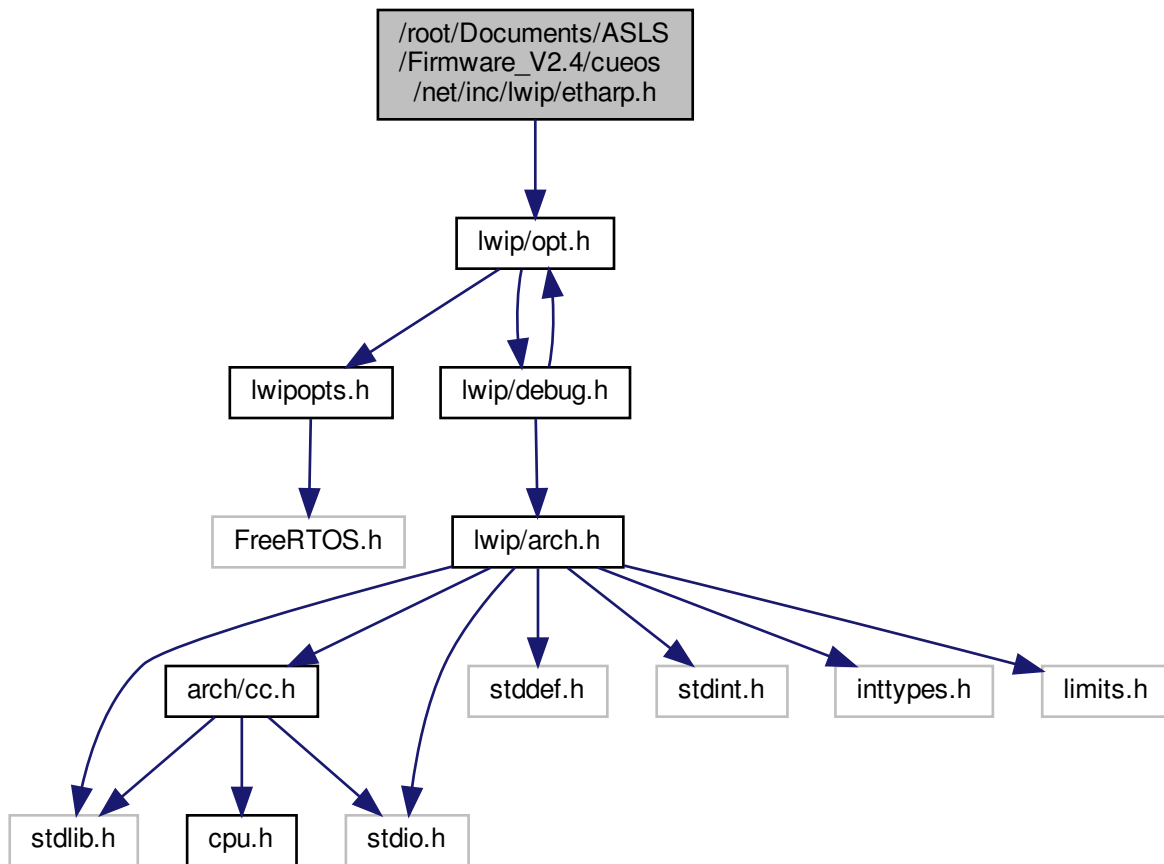 /root/Documents/ASLS
/Firmware_V2.4/cueos
/net/inc/lwip/etharp.h
lwip/opt.h
lwipopts.h
lwip/debug.h
FreeRTOS.h
lwip/arch.h
arch/cc.h
stddef.h
stdint.h
inttypes.h
limits.h
stdlib.h
cpu.h
stdio.h